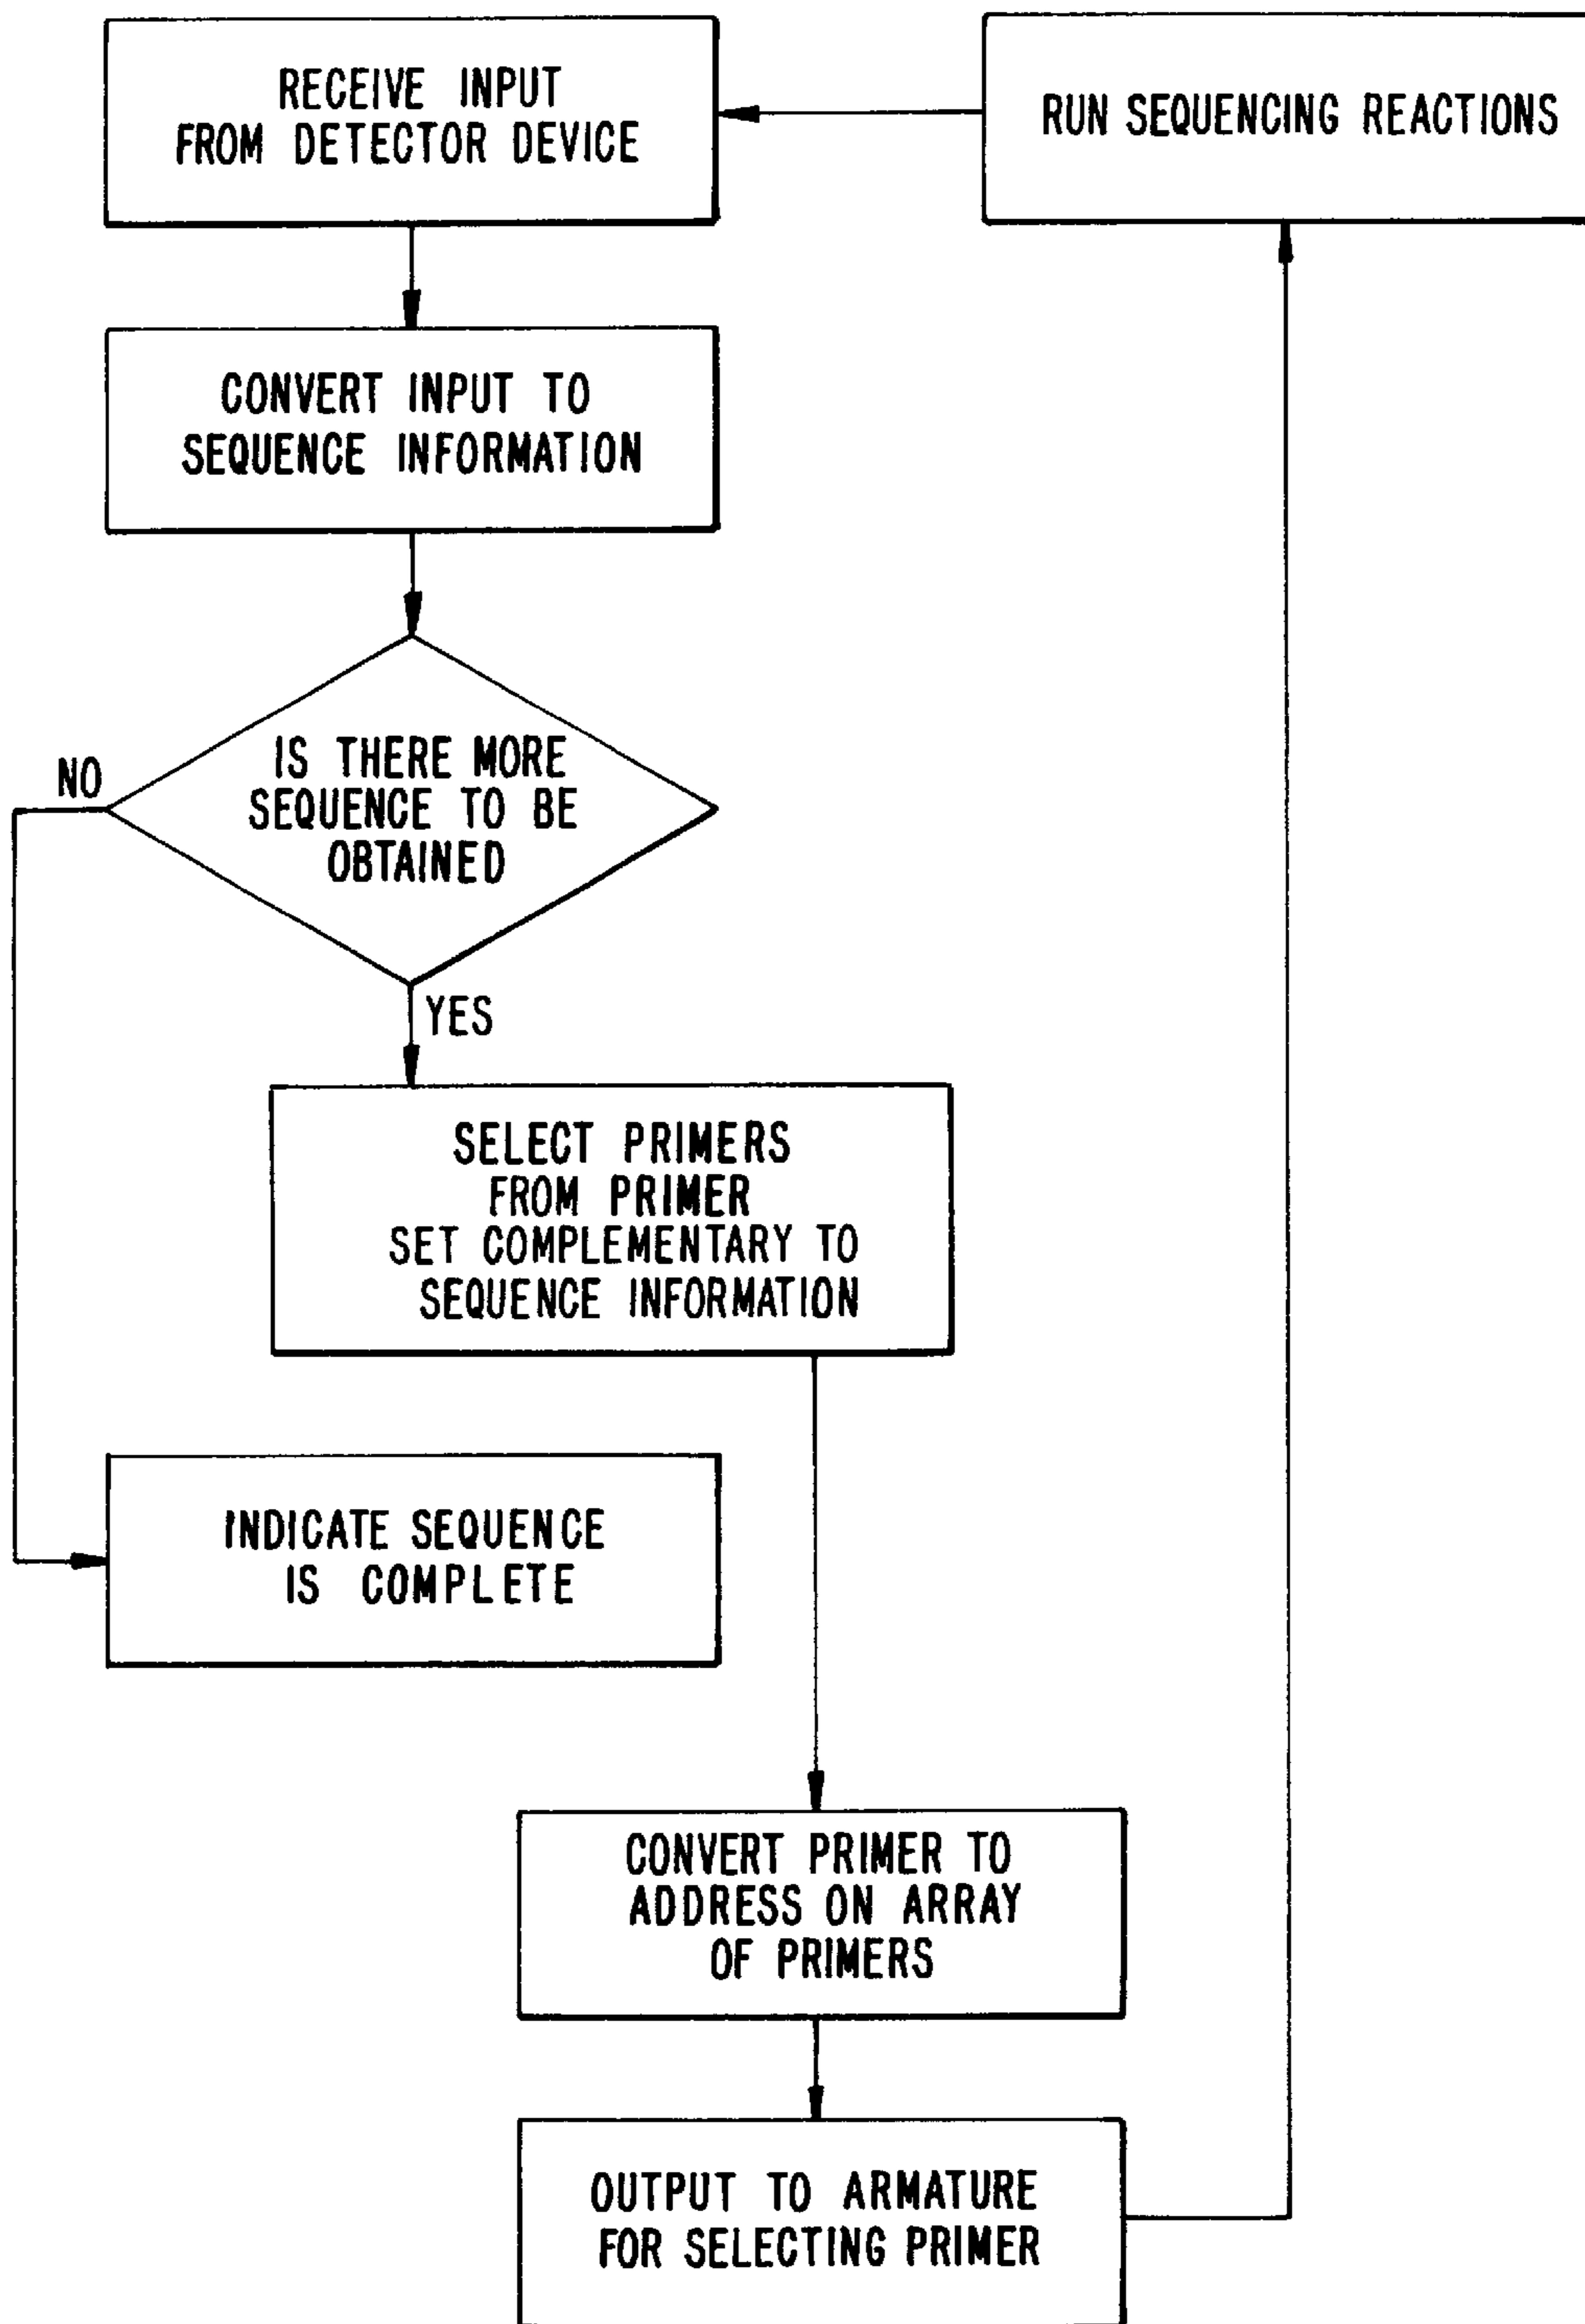 RECEIVE INPUT
FROM DETECTOR DEVICE
RUN SEQUENCING REACTIONS
CONVERT INPUT TO
SEQUENCE INFORMATION
IS THERE MORE
SEQUENCE TO BE
OBTAINED
NO
YES
SELECT PRIMERS
FROM PRIMER
SET COMPLEMENTARY TO
SEQUENCE INFORMATION
INDICATE SEQUENCE
IS COMPLETE
CONVERT PRIMER TO
ADDRESS ON ARRAY
OF PRIMERS
OUTPUT TO ARMATURE
FOR SELECTING PRIMER